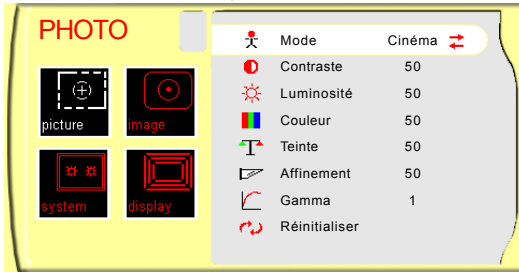 PHOTO
picture
image
system
display
Mode Cinéma
Contraste 50
Luminosité 50
Couleur 50
Teinte 50
Affinement 50
Gamma 1
Réinitialiser